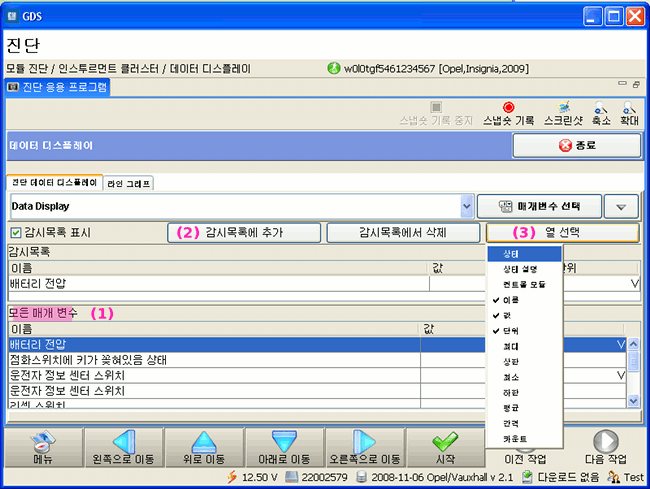 GDS
진단
모듈 진단 / 인스투르먼트 클러스터 / 데이터 디스플레이
w0l0tgf5461234567 [Opel,Insignia,2009]
진단 응용 프로그램
스냅숏 기록 중지 스냅숏 기록 스크린샷 축소 확대
데이터 디스플레이
종료
진단 데이터 디스플레이 라인 그래프
Data Display
매개변수 선택
감시목록 표시
(2) 감시목록에 추가
감시목록에서 삭제
(3) 열 선택
감시목록
이름 값 단위
배터리 전압 V
모든 매개 변수 (1)
이름 값
배터리 전압 V
점화스위치에 키가 꽂혀있음 상태
운전자 정보 센터 스위치 V
운전자 정보 센터 스위치
리셋 스위치
상태
상태 설명
컨트롤 모듈
이름
값
단위
최대
상한
최소
하한
평균
간격
카운트
메뉴 왼쪽으로 이동 위로 이동 아래로 이동 오른쪽으로 이동 시작 이전 작업 다음 작업
12.50 V 22002579 2008-11-06 Opel/Vauxhall v 2.1 다운로드 없음 Test